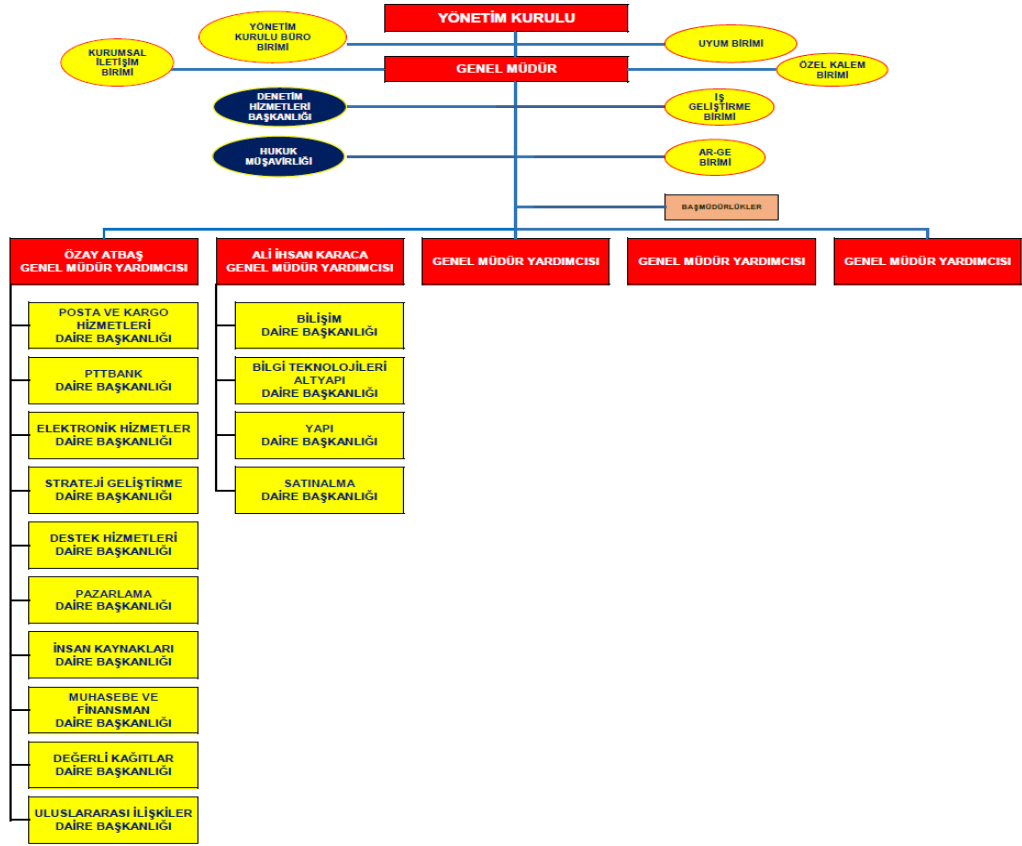 YÖNETİM KURULU
YÖNETİM
KURULU BÜRO
BİRİMİ
UYUM BİRİMİ
KURUMSAL
İLETİŞİM
BİRİMİ
GENEL MÜDÜR
ÖZEL KALEM
BİRİMİ
DENETİM
HİZMETLERİ
BAŞKANLIĞI
İŞ
GELİŞTİRME
BİRİMİ
HUKUK
MÜŞAVİRLİĞİ
AR-GE
BİRİMİ
BAŞMÜDÜRLÜKLER
ÖZAY ATBAŞ
GENEL MÜDÜR YARDIMCISI
ALİ İHSAN KARACA
GENEL MÜDÜR YARDIMCISI
GENEL MÜDÜR YARDIMCISI
GENEL MÜDÜR YARDIMCISI
GENEL MÜDÜR YARDIMCISI
POSTA VE KARGO
HİZMETLERİ
DAİRE BAŞKANLIĞI
PTTBANK
DAİRE BAŞKANLIĞI
ELEKTRONİK HİZMETLER
DAİRE BAŞKANLIĞI
STRATEJİ GELİŞTİRME
DAİRE BAŞKANLIĞI
DESTEK HİZMETLERİ
DAİRE BAŞKANLIĞI
PAZARLAMA
DAİRE BAŞKANLIĞI
İNSAN KAYNAKLARI
DAİRE BAŞKANLIĞI
MUHASEBE VE
FİNANSMAN
DAİRE BAŞKANLIĞI
DEĞERLİ KAĞITLAR
DAİRE BAŞKANLIĞI
ULUSLARARASI İLİŞKİLER
DAİRE BAŞKANLIĞI
BİLİŞİM
DAİRE BAŞKANLIĞI
BİLGİ TEKNOLOJİLERİ
ALTYAPI
DAİRE BAŞKANLIĞI
YAPI
DAİRE BAŞKANLIĞI
SATINALMA
DAİRE BAŞKANLIĞI